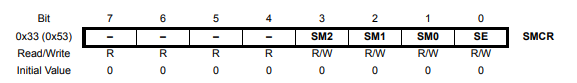 Bit 7 6 5 4 3 2 1 0
0x33 (0x53) – – – – SM2 SM1 SM0 SE SMCR
Read/Write R R R R R/W R/W R/W R/W
Initial Value 0 0 0 0 0 0 0 0